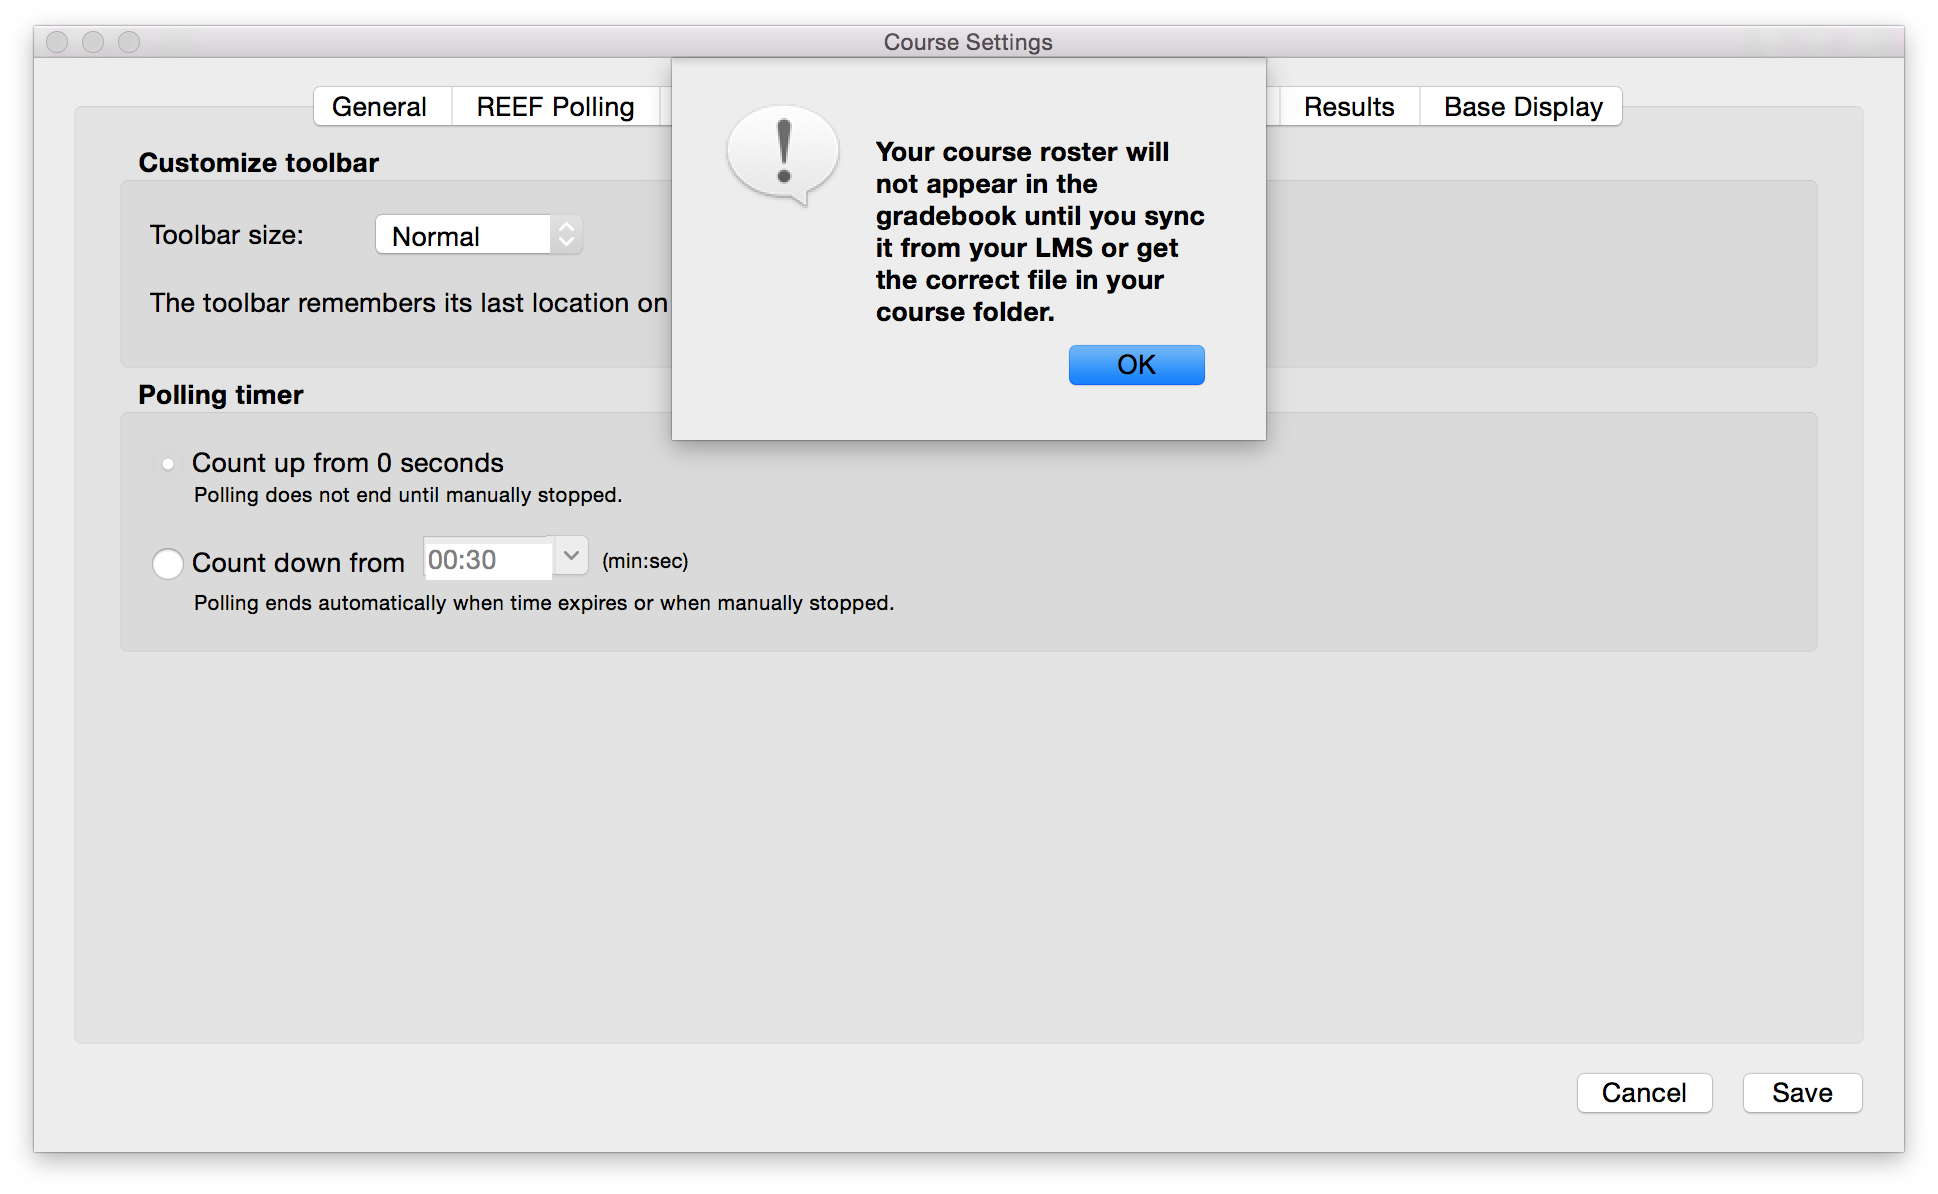 Course Settings
General
REEF Polling
Results
Base Display
Customize toolbar
Toolbar size:
Normal
The toolbar remembers its last location on
Your course roster will
not appear in the
gradebook until you sync
it from your LMS or get
the correct file in your
course folder.
OK
Polling timer
Count up from 0 seconds
Polling does not end until manually stopped.
Count down from
00:30
(min:sec)
Polling ends automatically when time expires or when manually stopped.
Cancel
Save